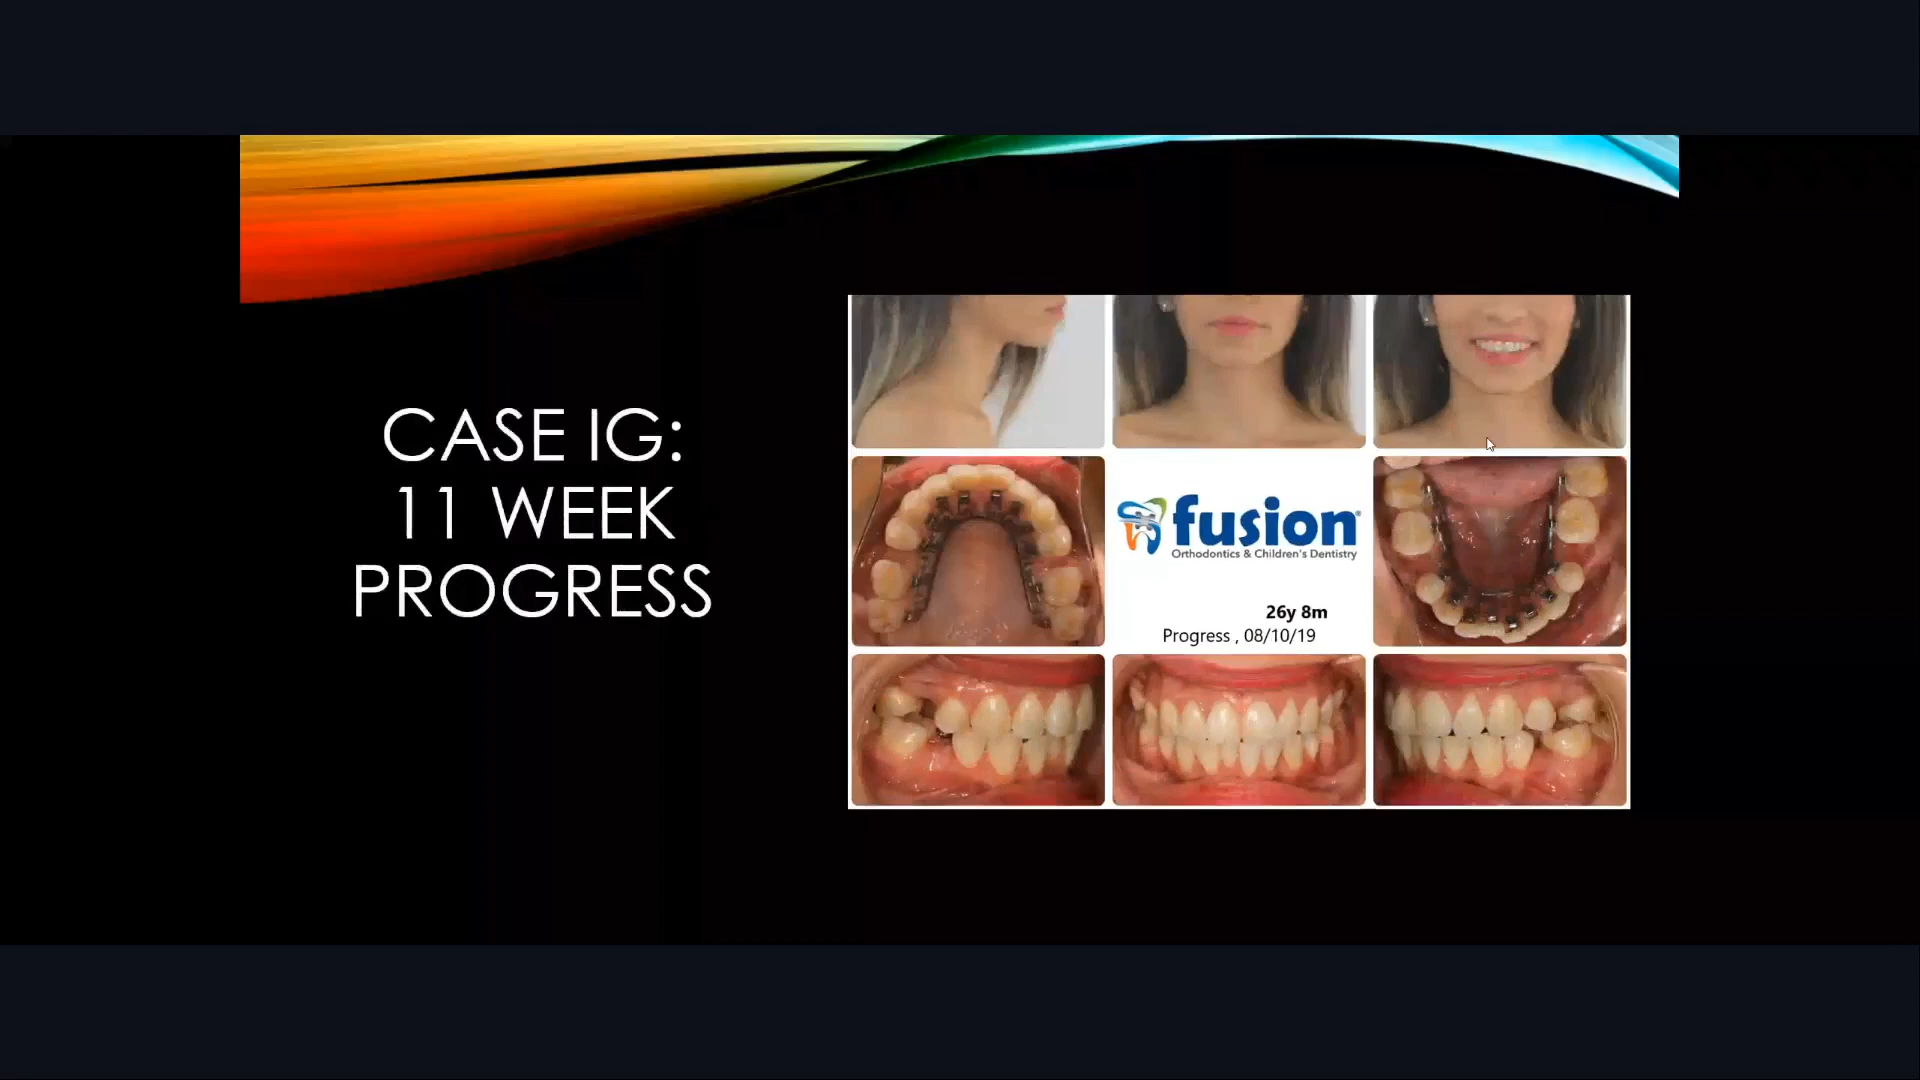 CASE IG:
11 WEEK
PROGRESS
fusion®
Orthodontics & Children's Dentistry
26y 8m
Progress , 08/10/19